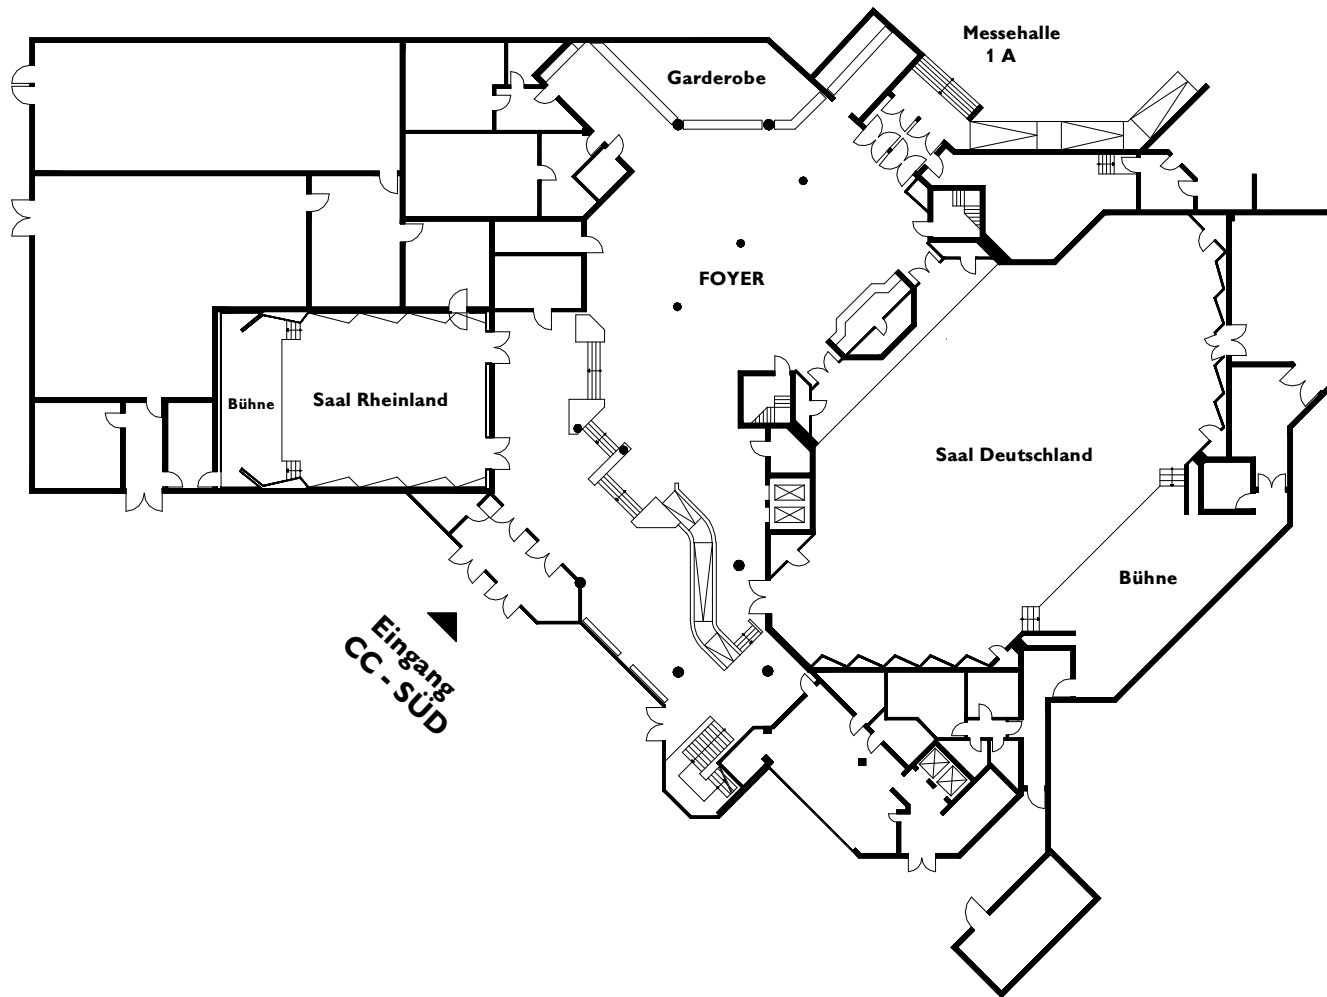 Messehalle
1 A
Garderobe
FOYER
Bühne
Saal Rheinland
Saal Deutschland
Bühne
Eingang
CC - SÜD